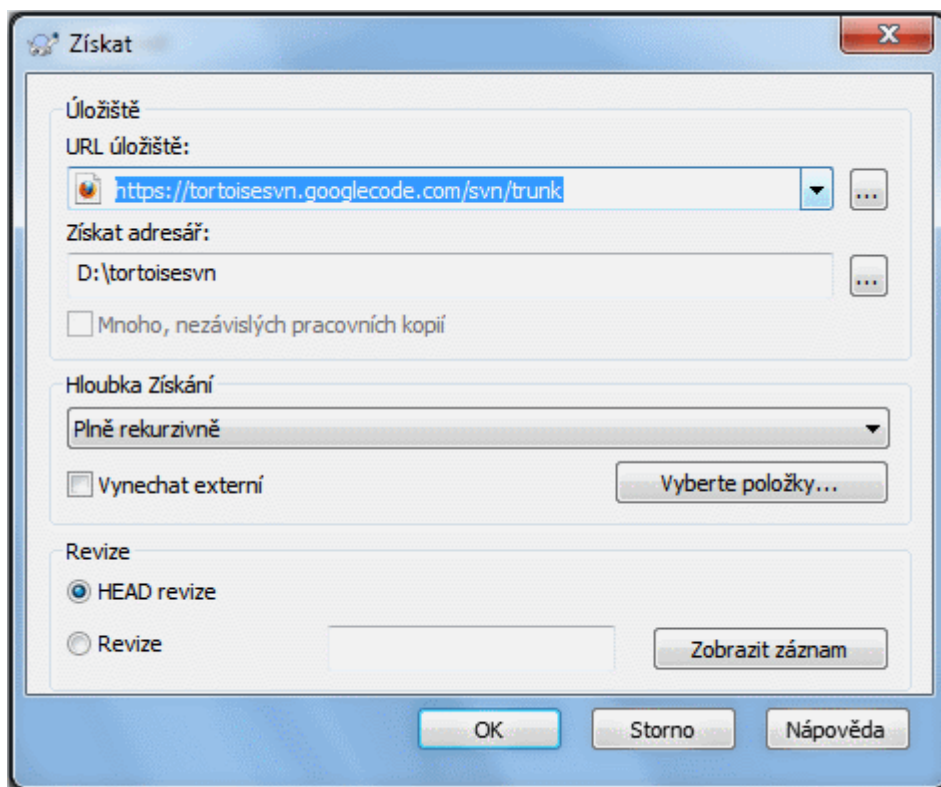 Získat
Úložiště
URL úložiště:
https://tortoisesvn.googlecode.com/svn/trunk
...
Získat adresář:
D:\tortoisesvn
...
Mnoho, nezávislých pracovních kopií
Hloubka Získání
Plně rekurzivně
Vynechat externí
Vyberte položky...
Revize
HEAD revize
Revize
Zobrazit záznam
OK
Storno
Nápověda